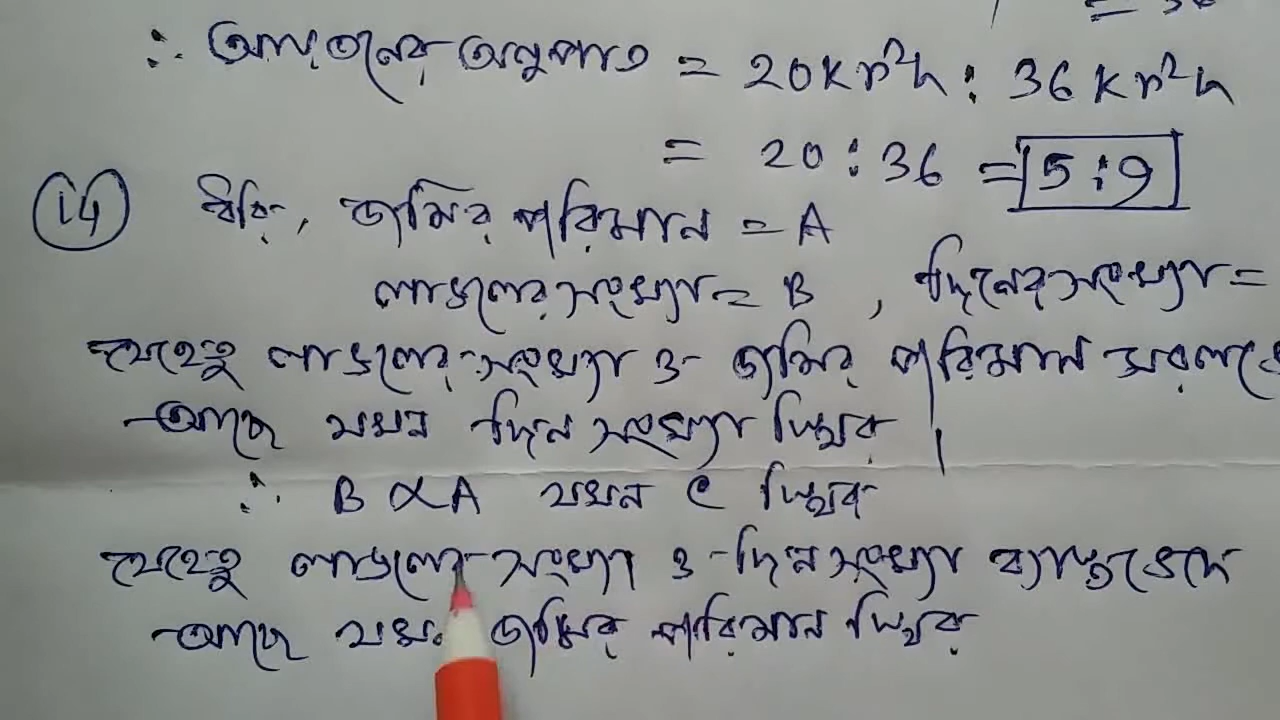 = 36
∴ আয়তনের অনুপাত = 20Kr²h : 36Kr²h
= 20 : 36 = 5 : 9
14 ধরি, জমির পরিমান = A
লাঙলের সংখ্যা = B , দিনের সংখ্যা =
যেহেতু লাঙলের সংখ্যা ও জমির পরিমান সরলভে
আছে যখন দিন সংখ্যা স্থির ।
∴ B ∝ A যখন C স্থির
যেহেতু লাঙলের সংখ্যা ও দিন সংখ্যা ব্যাস্তভেদে
আছে যখন জমির পরিমান স্থির